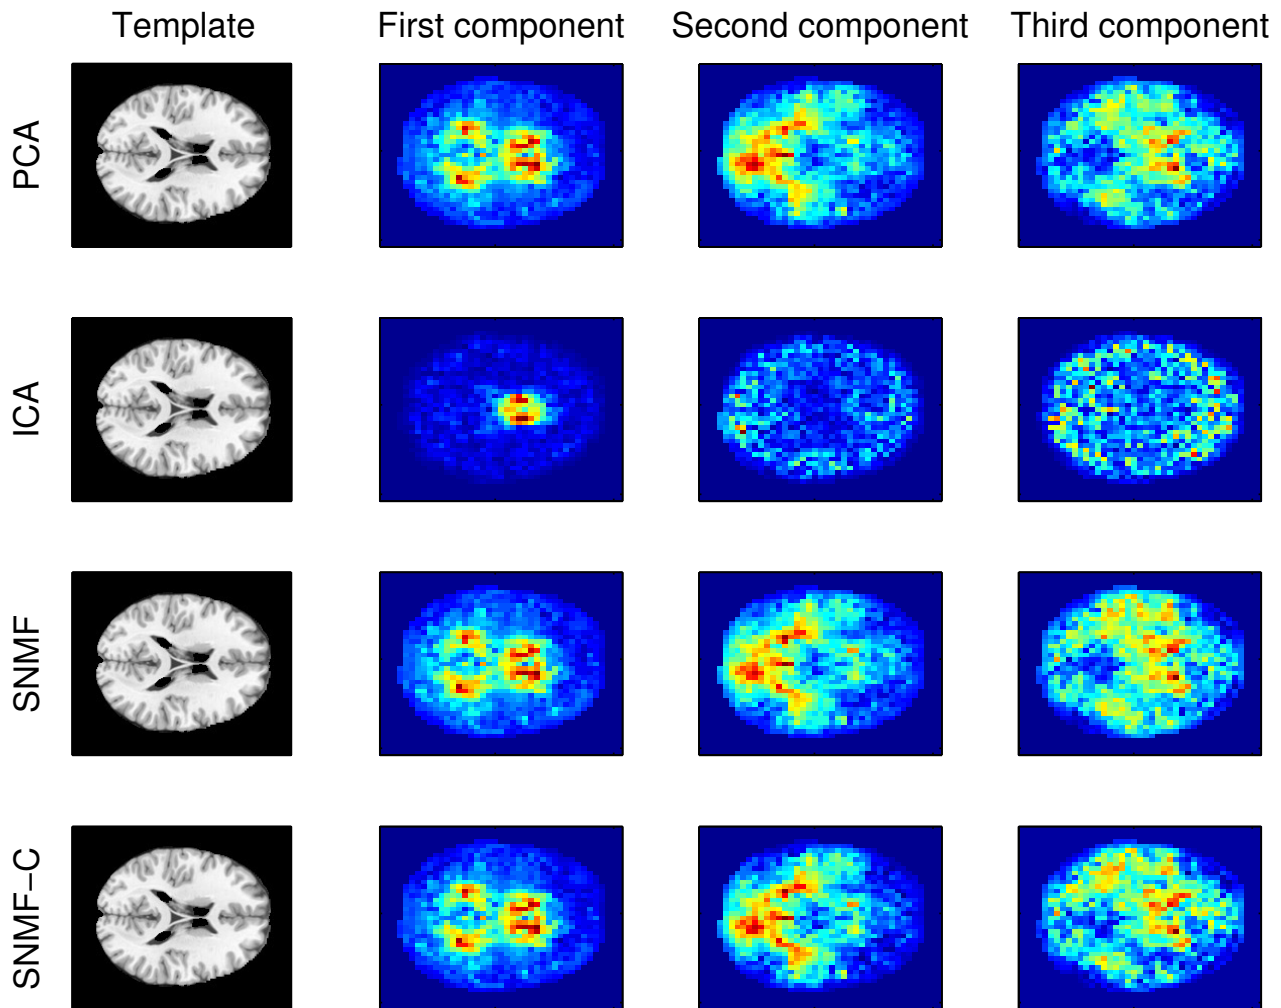 Template First component Second component Third component
PCA
ICA
SNMF
SNMF−C